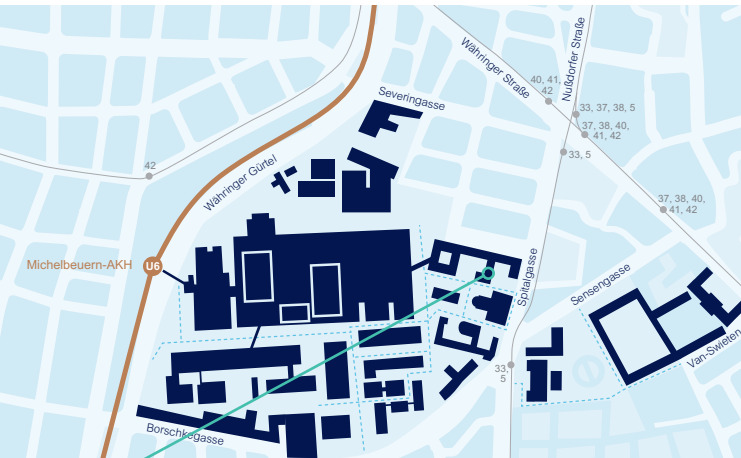 Währinger Straße
Nußdorfer Straße
40, 41,
42
Severingasse
33, 37, 38, 5
37, 38, 40,
41, 42
33, 5
42
Währinger Gürtel
37, 38, 40,
41, 42
Michelbeuern-AKH
U6
Spitalgasse
Sensengasse
Van-Swieten
33,
5
Borschkegasse